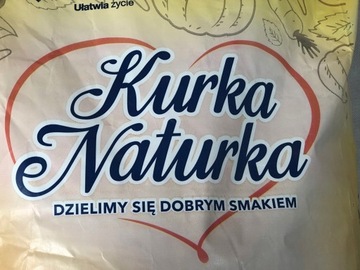 Ułatwia życie
Kurka
Naturka
DZIELIMY SIĘ DOBRYM SMAKIEM